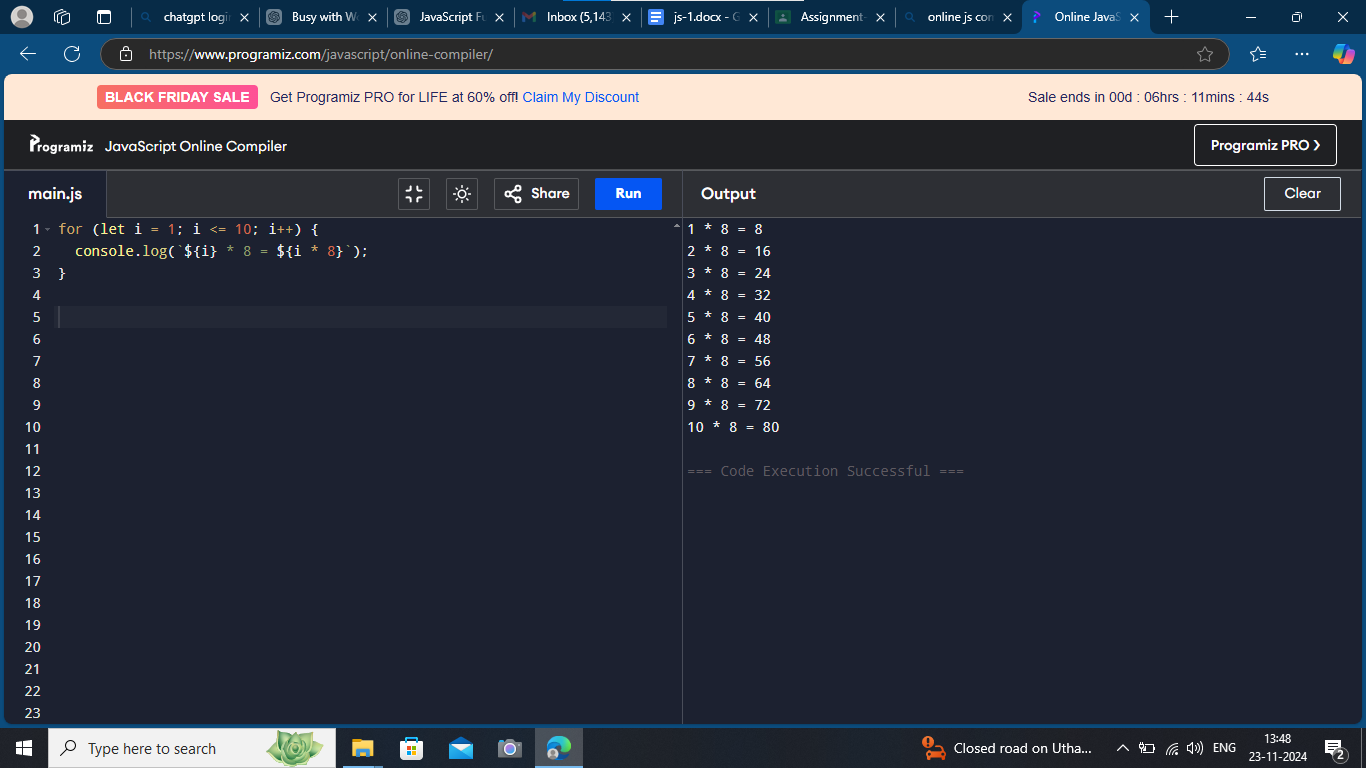 chatgpt logi
Busy with W
JavaScript Fu
Inbox (5,143
js-1.docx - G
Assignment-
online js com
Online JavaS
https://www.programiz.com/javascript/online-compiler/
BLACK FRIDAY SALE Get Programiz PRO for LIFE at 60% off! Claim My Discount
Sale ends in 00d : 06hrs : 11mins : 44s
Programiz JavaScript Online Compiler
Programiz PRO ❯
main.js
Share
Run
1 for (let i = 1; i <= 10; i++) {
2   console.log(`${i} * 8 = ${i * 8}`);
3 }
4
5
6
7
8
9
10
11
12
13
14
15
16
17
18
19
20
21
22
23
Output
Clear
1 * 8 = 8
2 * 8 = 16
3 * 8 = 24
4 * 8 = 32
5 * 8 = 40
6 * 8 = 48
7 * 8 = 56
8 * 8 = 64
9 * 8 = 72
10 * 8 = 80
=== Code Execution Successful ===
Type here to search
Closed road on Utha...
ENG
13:48
23-11-2024
2